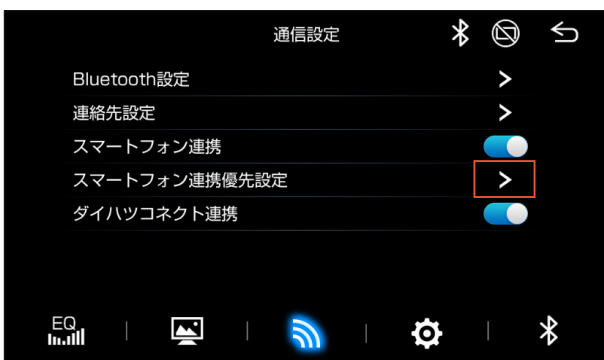 通信設定
Bluetooth設定
連絡先設定
スマートフォン連携
スマートフォン連携優先設定
ダイハツコネクト連携
EQ